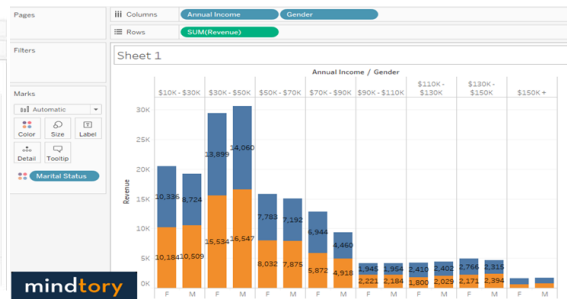 Pages
iii Columns
Annual Income
Gender
Rows
SUM(Revenue)
Filters
Sheet 1
Annual Income / Gender
Marks
Automatic
Color
Size
Label
Detail
Tooltip
Marital Status
$10K - $30K
$30K - $50K
$50K - $70K
$70K - $90K
$90K - $110K
$110K -
$130K
$130K -
$150K
$150K +
Revenue
30K
25K
20K
15K
10K
5K
0K
10,336
8,724
13,899
14,060
7,783
7,192
6,944
4,460
1,945
1,954
2,410
2,402
2,766
2,315
10,184
10,509
15,534
16,547
8,032
7,875
5,872
4,918
2,221
2,184
1,800
2,029
2,171
2,394
F M F M F M F M F M F M F M F M
mindtory